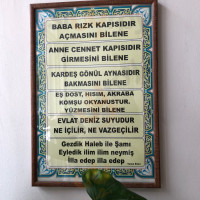 BABA RIZK KAPISIDIR
AÇMASINI BİLENE
ANNE CENNET KAPISIDIR
GİRMESİNİ BİLENE
KARDEŞ GÖNÜL AYNASIDIR
BAKMASINI BİLENE
EŞ DOST, HISIM, AKRABA
KOMŞU OKYANUSTUR.
YÜZMESİNİ BİLENE
EVLAT DENİZ SUYUDUR
NE İÇİLİR, NE VAZGEÇİLİR
Gezdik Haleb ile Şamı
Eyledik ilim ilim neymiş
İlla edep illa edep